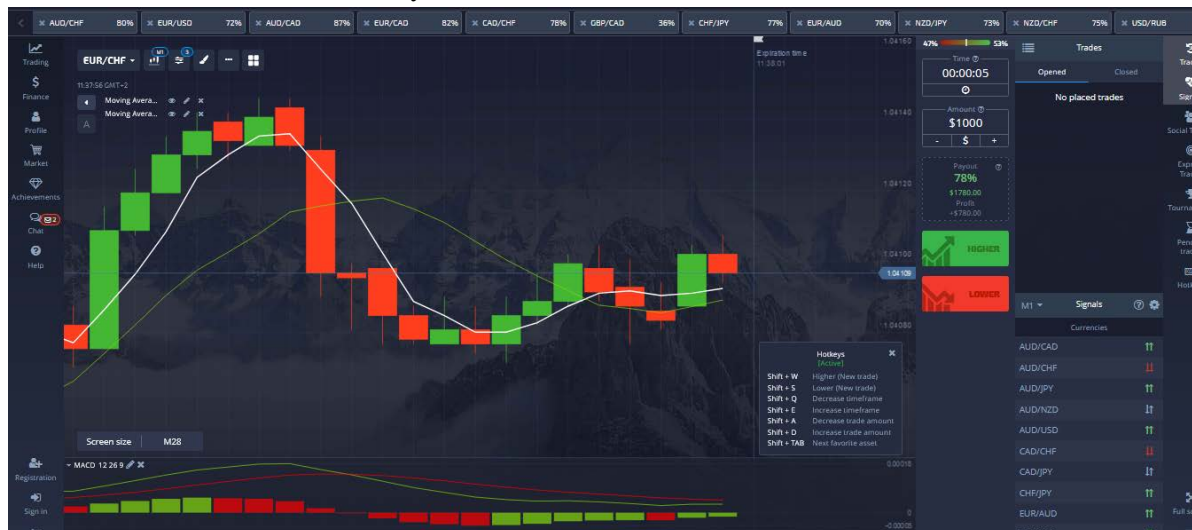 AUD/CHF 80% EUR/USD 72% AUD/CAD 87% EUR/CAD 82% CAD/CHF 78% GBP/CAD 36% CHF/JPY 77% EUR/AUD 70% NZD/JPY 73% NZD/CHF 75% USD/RUB
Trading
Finance
Profile
Market
Achievements
2
Chat
Help
Registration
Sign in
EUR/CHF
M1
5
11:37:56 GMT-2
Moving Avera...
Moving Avera...
A
Expiration time
11:38:01
1.04160
1.04140
1.04120
1.04100
1.04080
Screen size M28
Hotkeys
[Active]
Shift + W Higher (New trade)
Shift + S Lower (New trade)
Shift + Q Decrease timeframe
Shift + E Increase timeframe
Shift + A Decrease trade amount
Shift + D Increase trade amount
Shift + TAB Next favorite asset
MACD 12 26 9
0.00016
0
-0.00003
47% 53%
Time
00:00:05
Amount
$1000
- $ +
Payout
78%
$1780.00
Profit
+$780.00
HIGHER
LOWER
Trades
Opened Closed
No placed trades
M1 Signals
Currencies
AUD/CAD
AUD/CHF
AUD/JPY
AUD/NZD
AUD/USD
CAD/CHF
CAD/JPY
CHF/JPY
EUR/AUD